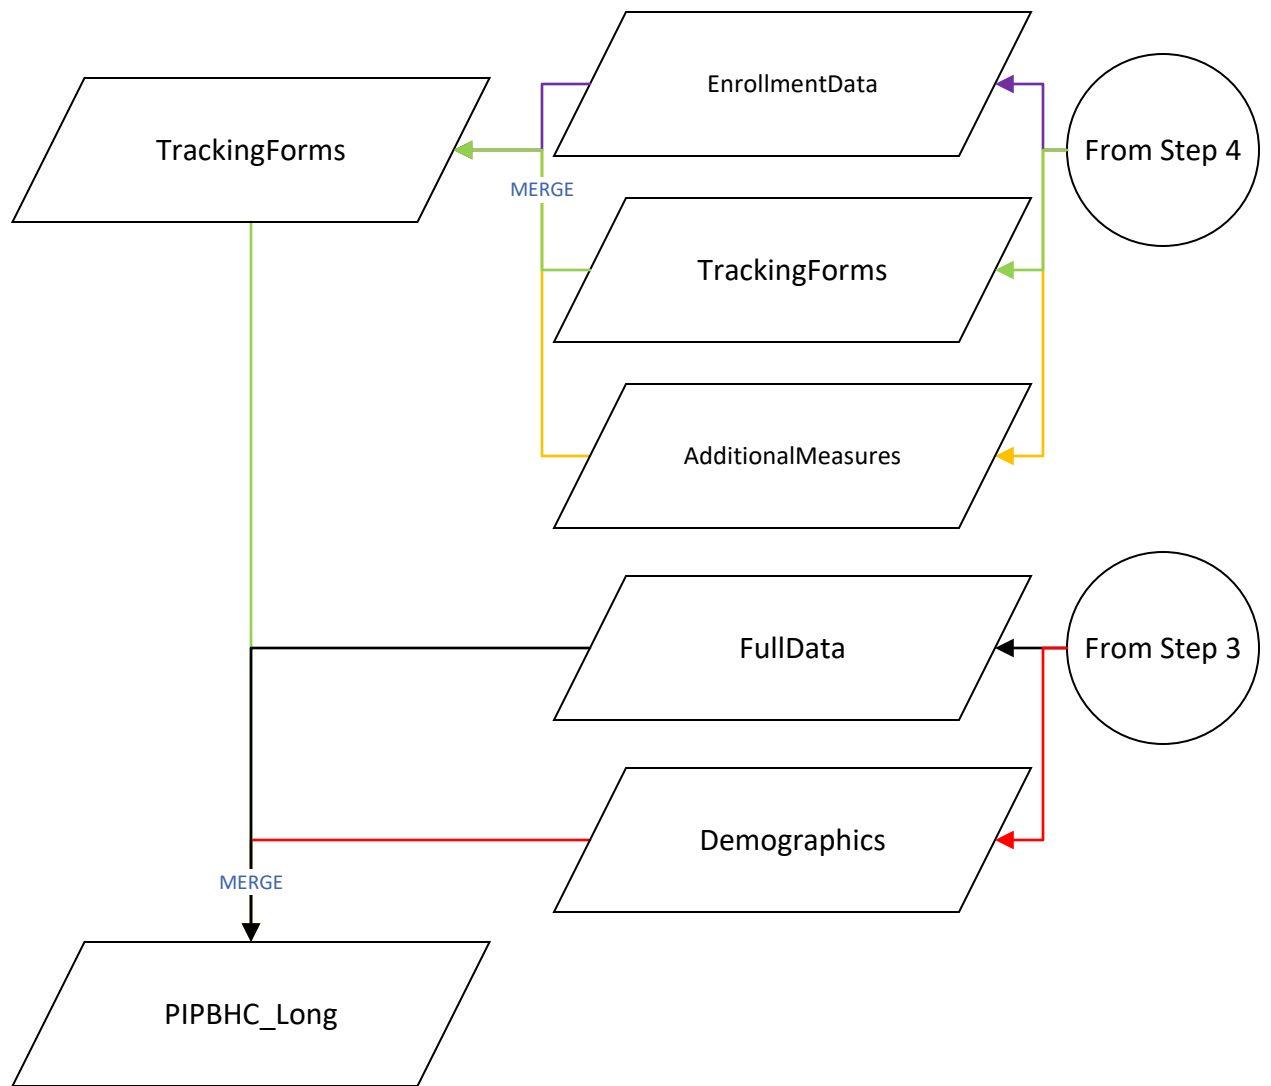 EnrollmentData
TrackingForms
From Step 4
MERGE
TrackingForms
AdditionalMeasures
FullData
From Step 3
Demographics
MERGE
PIPBHC_Long